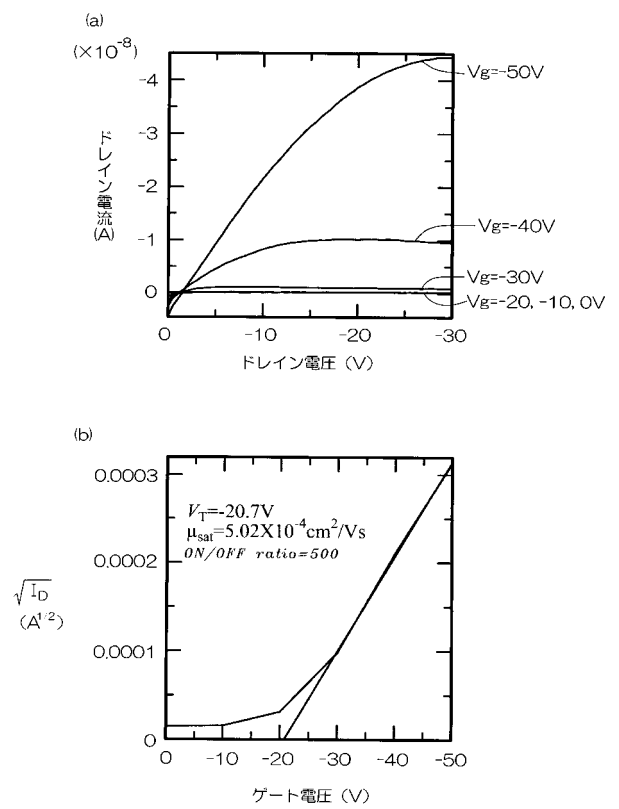 (a)
(×10⁻⁸)
-4
-3
-2
-1
0
ドレイン電流(A)
Vg=-50V
Vg=-40V
Vg=-30V
Vg=-20, -10, 0V
0 -10 -20 -30
ドレイン電圧 (V)
(b)
0.0003
0.0002
0.0001
0
V_T=-20.7V
μ_sat=5.02X10⁻⁴cm²/Vs
ON/OFF ratio=500
√I_D
(A^1/2)
0 -10 -20 -30 -40 -50
ゲート電圧 (V)